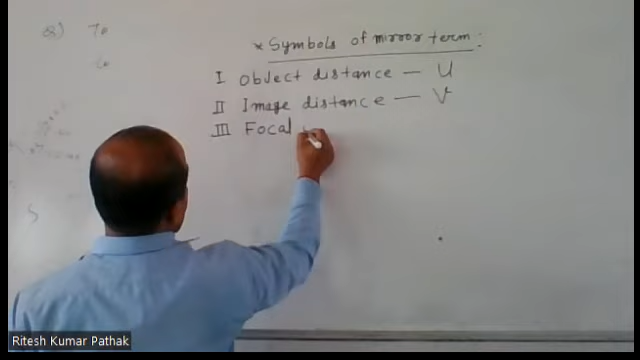 * Symbols of mirror term:
I Object distance — U
II Image distance — V
III Focal
Ritesh Kumar Pathak